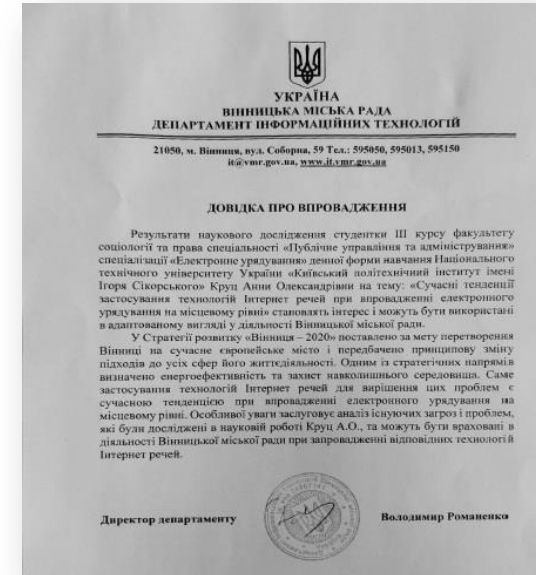 УКРАЇНА
ВІННИЦЬКА МІСЬКА РАДА
ДЕПАРТАМЕНТ ІНФОРМАЦІЙНИХ ТЕХНОЛОГІЙ
21050, м. Вінниця, вул. Соборна, 59 Тел.: 595050, 595013, 595150
it@vmr.gov.ua, www.it.vmr.gov.ua
ДОВІДКА ПРО ВПРОВАДЖЕННЯ
Результати наукового дослідження студентки III курсу факультету
соціології та права спеціальності «Публічне управління та адміністрування»
спеціалізації «Електронне урядування» денної форми навчання Національного
технічного університету України «Київський політехнічний інститут імені
Ігоря Сікорського» Круц Анни Олександрівни на тему: «Сучасні тенденції
застосування технологій Інтернет речей при впровадженні електронного
урядування на місцевому рівні» становлять інтерес і можуть бути використані
в адаптованому вигляді у діяльності Вінницької міської ради.
У Стратегії розвитку «Вінниця – 2020» поставлено за мету перетворення
Вінниці на сучасне європейське місто і передбачено принципову зміну
підходів до усіх сфер його життєдіяльності. Одним із стратегічних напрямів
визначено енергоефективність та захист навколишнього середовища. Саме
застосування технологій Інтернет речей для вирішення цих проблем є
сучасною тенденцією при впровадженні електронного урядування на
місцевому рівні. Особливої уваги заслуговує аналіз існуючих загроз і проблем,
які були досліджені в науковій роботі Круц А.О., та можуть бути враховані в
діяльності Вінницької міської ради при запровадженні відповідних технологій
Інтернет речей.
Директор департаменту Володимир Романенко